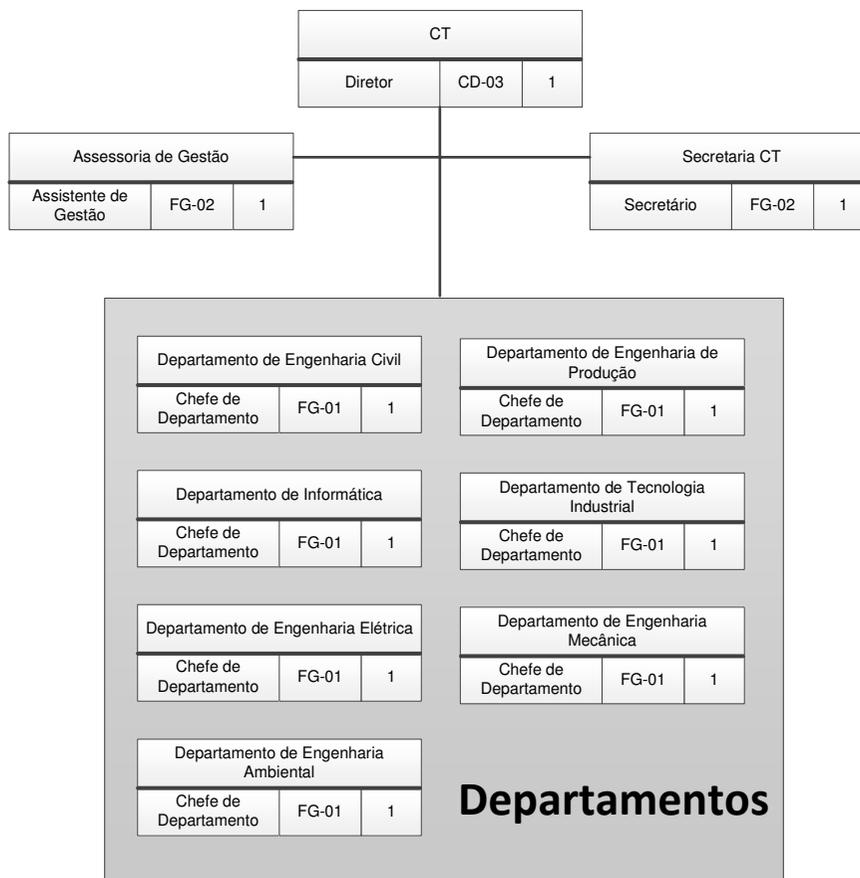 CT
Diretor CD-03 1
Assessoria de Gestão
Assistente de
Gestão
FG-02 1
Secretaria CT
Secretário FG-02 1
Departamento de Engenharia Civil
Chefe de
Departamento
FG-01 1
Departamento de Engenharia de
Produção
Chefe de
Departamento
FG-01 1
Departamento de Informática
Chefe de
Departamento
FG-01 1
Departamento de Tecnologia
Industrial
Chefe de
Departamento
FG-01 1
Departamento de Engenharia Elétrica
Chefe de
Departamento
FG-01 1
Departamento de Engenharia
Mecânica
Chefe de
Departamento
FG-01 1
Departamento de Engenharia
Ambiental
Chefe de
Departamento
FG-01 1
Departamentos